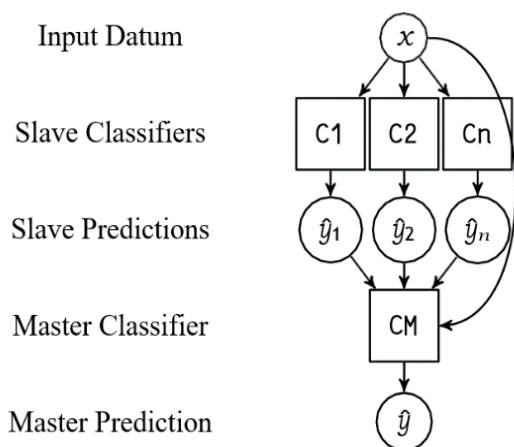 Input Datum x
Slave Classifiers C1 C2 Cn
Slave Predictions ŷ₁ ŷ₂ ŷₙ
Master Classifier CM
Master Prediction ŷ